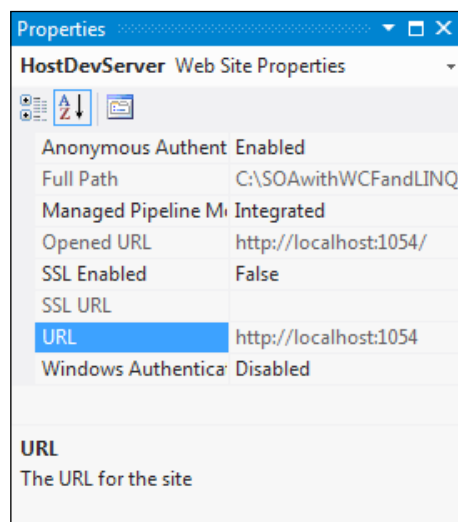 Properties
HostDevServer Web Site Properties
A
Z
Anonymous Authent Enabled
Full Path C:\SOAwithWCFandLINQ
Managed Pipeline M Integrated
Opened URL http://localhost:1054/
SSL Enabled False
SSL URL
URL http://localhost:1054
Windows Authentica Disabled
URL
The URL for the site